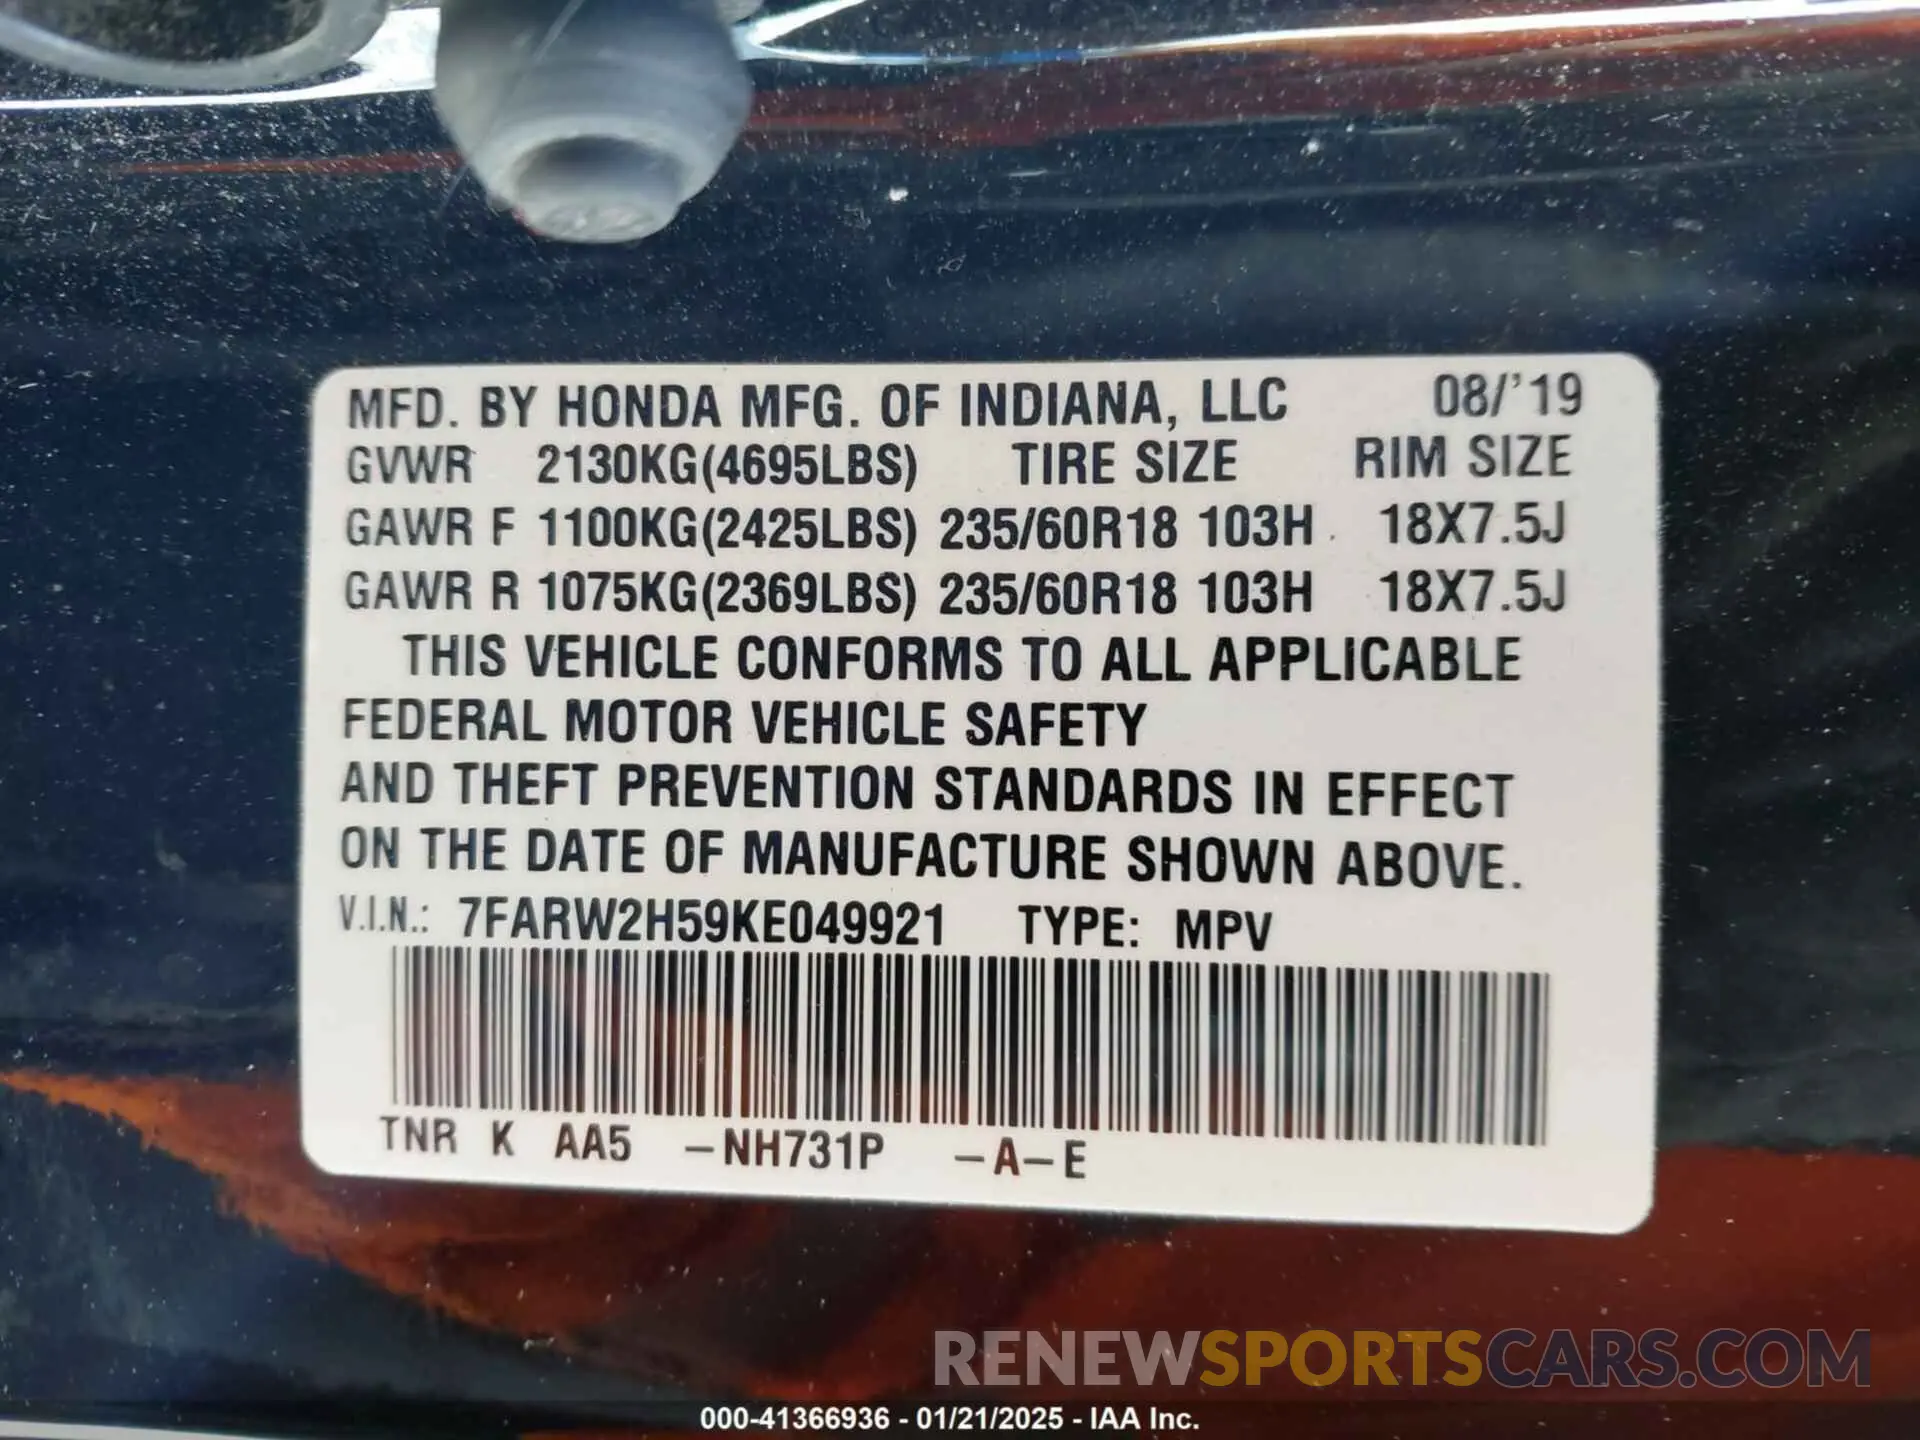 MFD. BY HONDA MFG. OF INDIANA, LLC 08/'19
GVWR 2130KG(4695LBS) TIRE SIZE RIM SIZE
GAWR F 1100KG(2425LBS) 235/60R18 103H 18X7.5J
GAWR R 1075KG(2369LBS) 235/60R18 103H 18X7.5J
THIS VEHICLE CONFORMS TO ALL APPLICABLE
FEDERAL MOTOR VEHICLE SAFETY
AND THEFT PREVENTION STANDARDS IN EFFECT
ON THE DATE OF MANUFACTURE SHOWN ABOVE.
V.I.N.: 7FARW2H59KE049921 TYPE: MPV
TNR K AA5 -NH731P -A-E
RENEWSPORTSCARS.COM
000-41366936 - 01/21/2025 - IAA Inc.